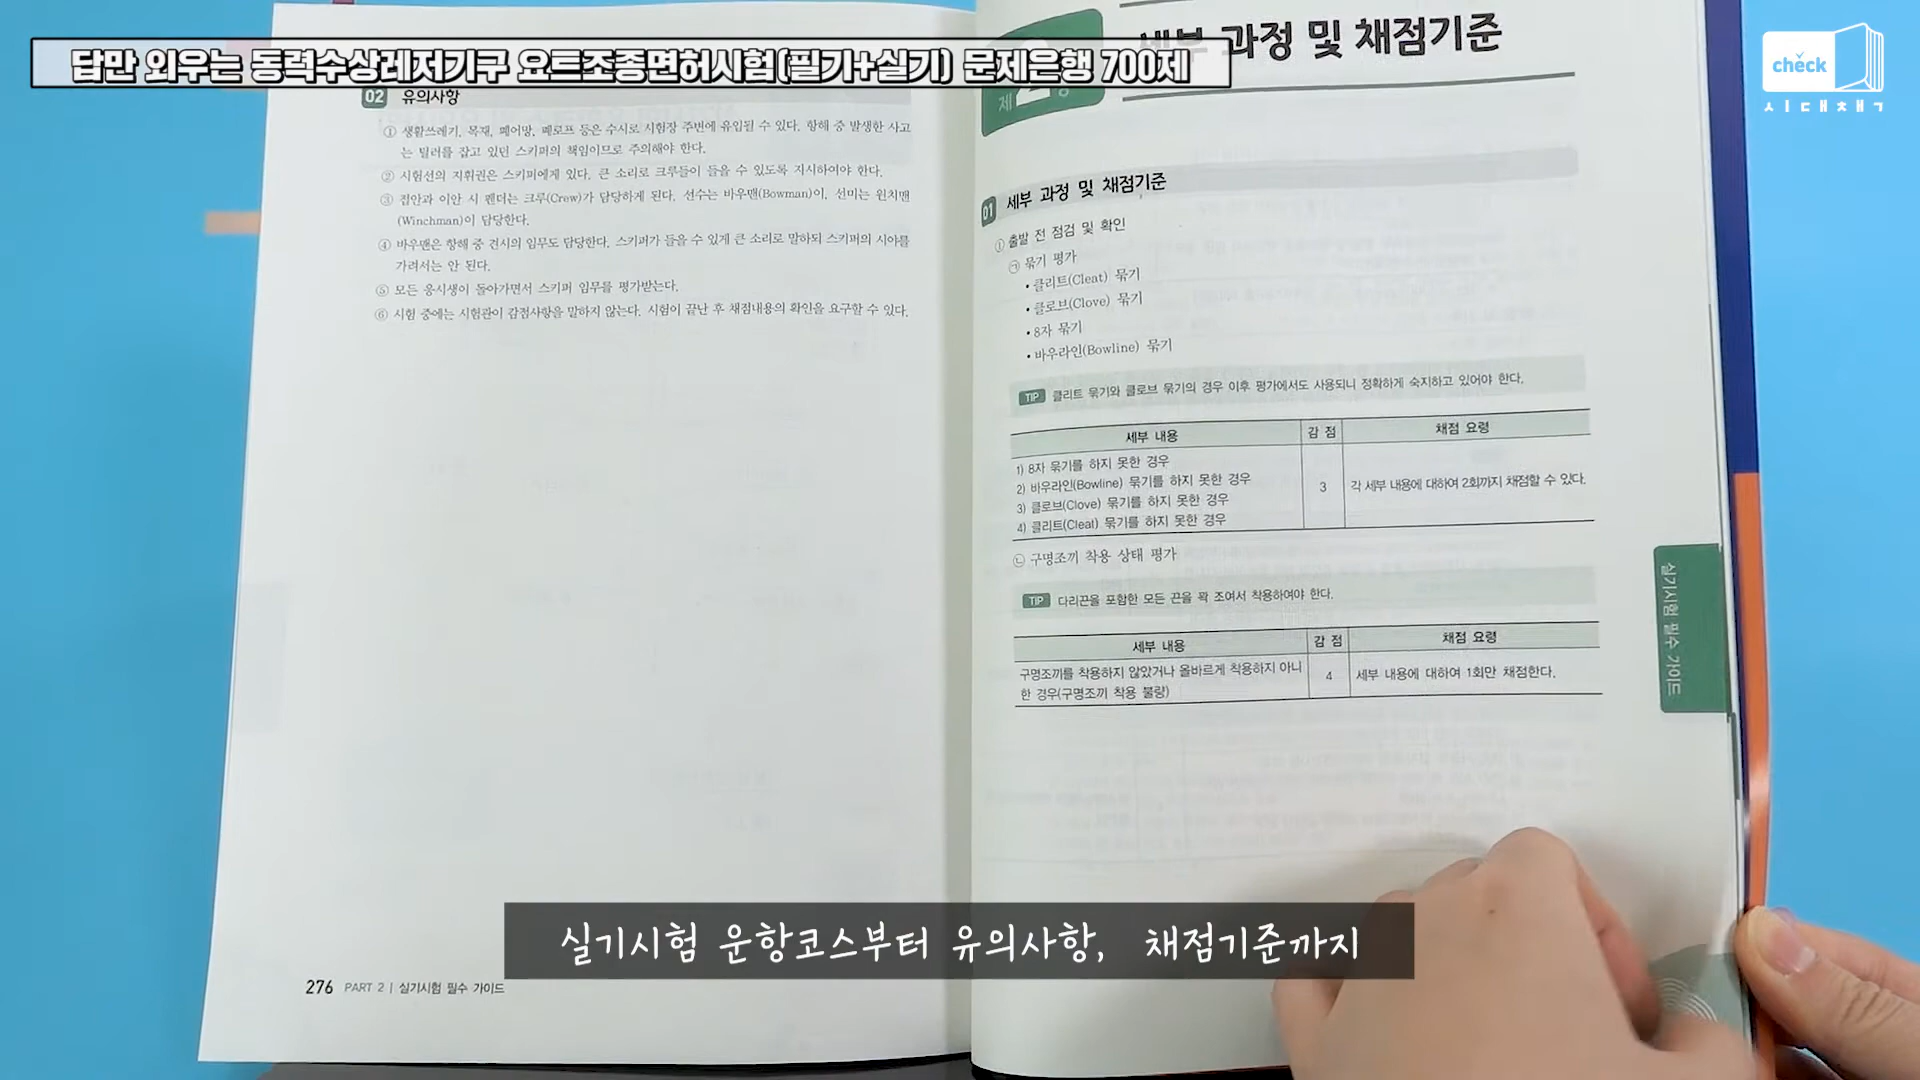 답만 외우는 동력수상레저기구 요트조종면허시험(필기+실기) 문제은행 700제
check
시대채ㄱ
02 유의사항
① 생활쓰레기, 목재, 폐어망, 폐로프 등은 수시로 시험장 주변에 유입될 수 있다. 항해 중 발생한 사고
는 틸러를 잡고 있던 스키퍼의 책임이므로 주의해야 한다.
② 시험선의 지휘권은 스키퍼에게 있다. 큰 소리로 크루들이 들을 수 있도록 지시하여야 한다.
③ 접안과 이안 시 펜더는 크루(Crew)가 담당하게 된다. 선수는 바우맨(Bowman)이, 선미는 윈치맨
(Winchman)이 담당한다.
④ 바우맨은 항해 중 견시의 임무도 담당한다. 스키퍼가 들을 수 있게 큰 소리로 말하되 스키퍼의 시야를
가려서는 안 된다.
⑤ 모든 응시생이 돌아가면서 스키퍼 임무를 평가받는다.
⑥ 시험 중에는 시험관이 감점사항을 말하지 않는다. 시험이 끝난 후 채점내용의 확인을 요구할 수 있다.
276 PART 2 | 실기시험 필수 가이드
제 장
세부 과정 및 채점기준
01 세부 과정 및 채점기준
① 출발 전 점검 및 확인
㉠ 묶기 평가
• 클리트(Cleat) 묶기
• 클로브(Clove) 묶기
• 8자 묶기
• 바우라인(Bowline) 묶기
TIP 클리트 묶기와 클로브 묶기의 경우 이후 평가에서도 사용되니 정확하게 숙지하고 있어야 한다.
세부 내용 감 점 채점 요령
1) 8자 묶기를 하지 못한 경우
2) 바우라인(Bowline) 묶기를 하지 못한 경우
3) 클로브(Clove) 묶기를 하지 못한 경우
4) 클리트(Cleat) 묶기를 하지 못한 경우
3
각 세부 내용에 대하여 2회까지 채점할 수 있다.
㉡ 구명조끼 착용 상태 평가
TIP 다리끈을 포함한 모든 끈을 꽉 조여서 착용하여야 한다.
세부 내용 감 점 채점 요령
구명조끼를 착용하지 않았거나 올바르게 착용하지 아니
한 경우(구명조끼 착용 불량)
4
세부 내용에 대하여 1회만 채점한다.
실기시험 필수 가이드
실기시험 운항코스부터 유의사항, 채점기준까지